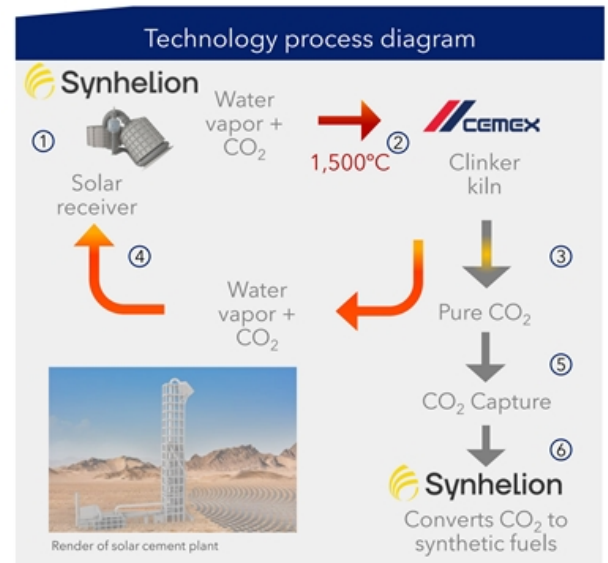 Technology process diagram
Synhelion
①
Solar
receiver
Water
vapor +
CO₂
1,500°C
②
CEMEX
Clinker
kiln
③
④
Water
vapor +
CO₂
Pure CO₂
⑤
CO₂ Capture
⑥
Synhelion
Converts CO₂ to
synthetic fuels
Render of solar cement plant